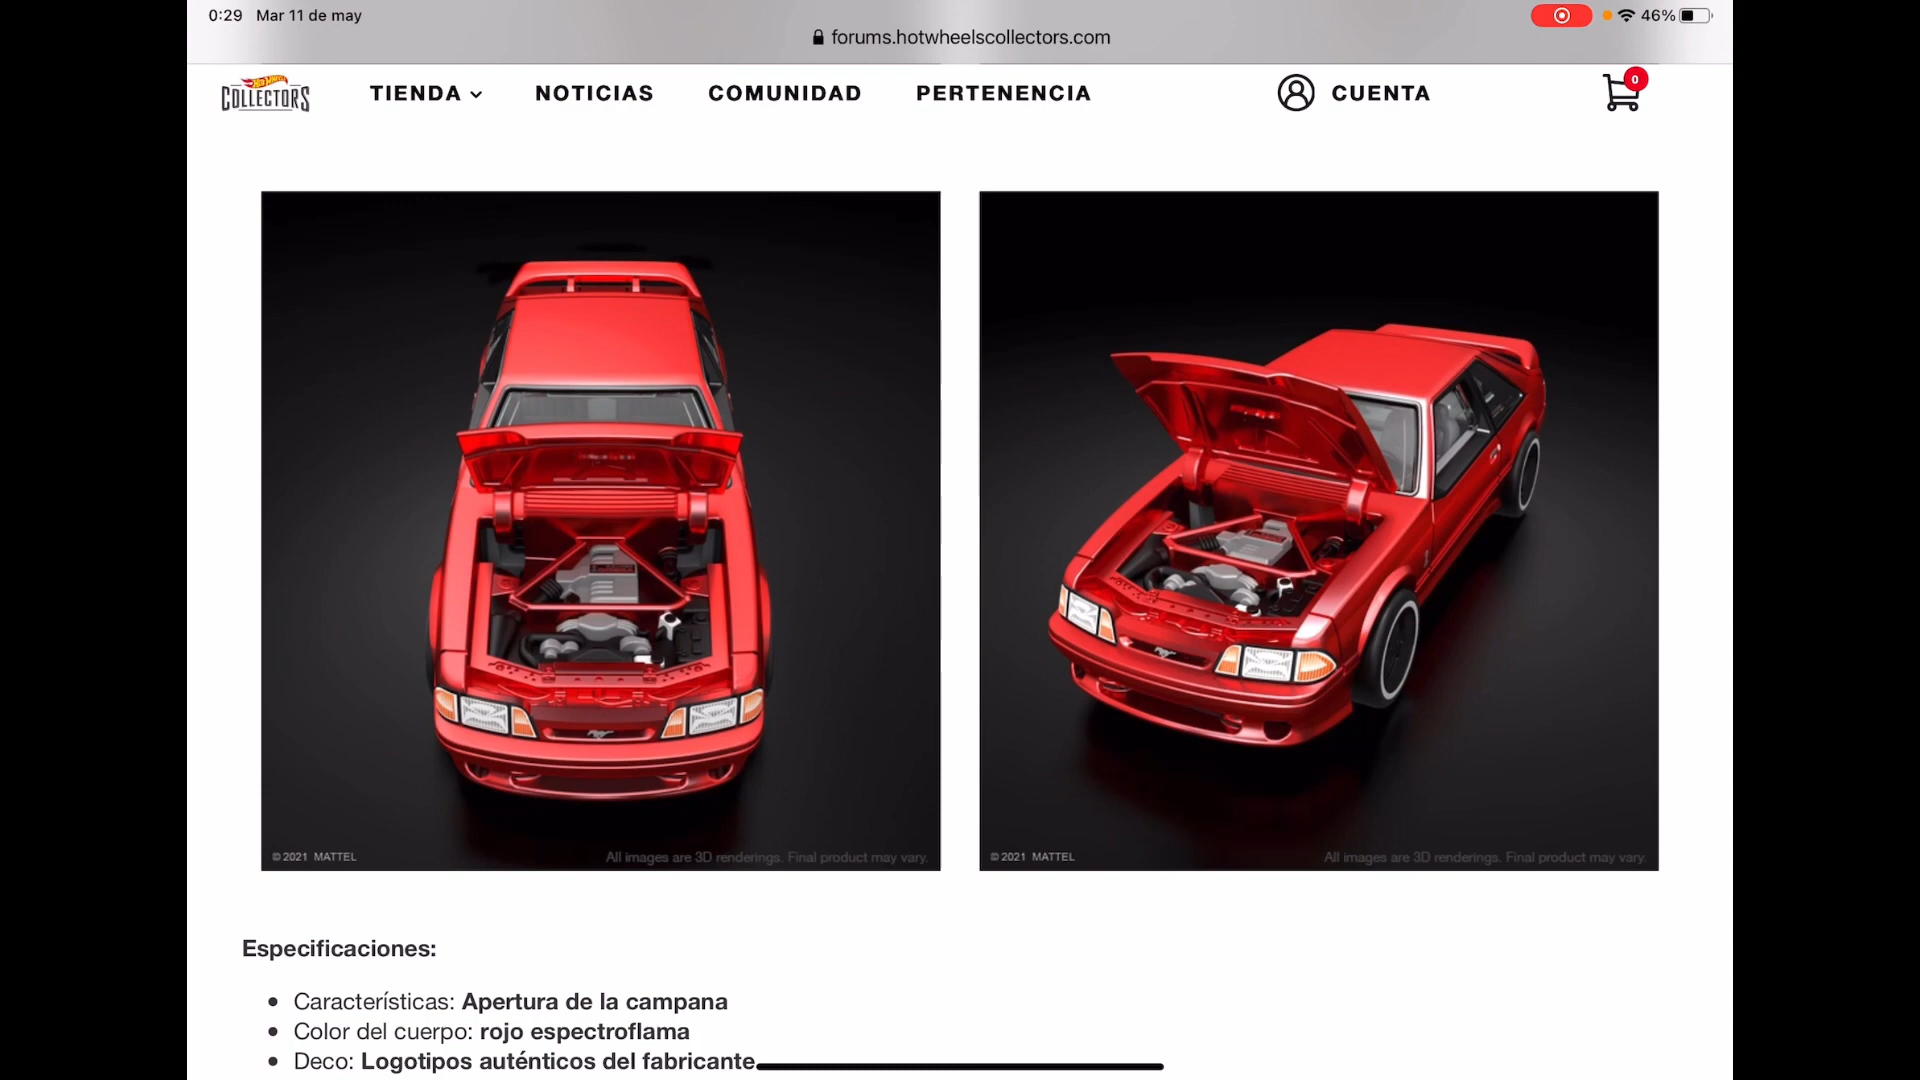 0:29 Mar 11 de may
46%
forums.hotwheelscollectors.com
Hot Wheels
COLLECTORS
TIENDA
NOTICIAS
COMUNIDAD
PERTENENCIA
CUENTA
0
© 2021 MATTEL
All images are 3D renderings. Final product may vary.
© 2021 MATTEL
All images are 3D renderings. Final product may vary.
Especificaciones:
• Características: Apertura de la campana
• Color del cuerpo: rojo espectroflama
• Deco: Logotipos auténticos del fabricante